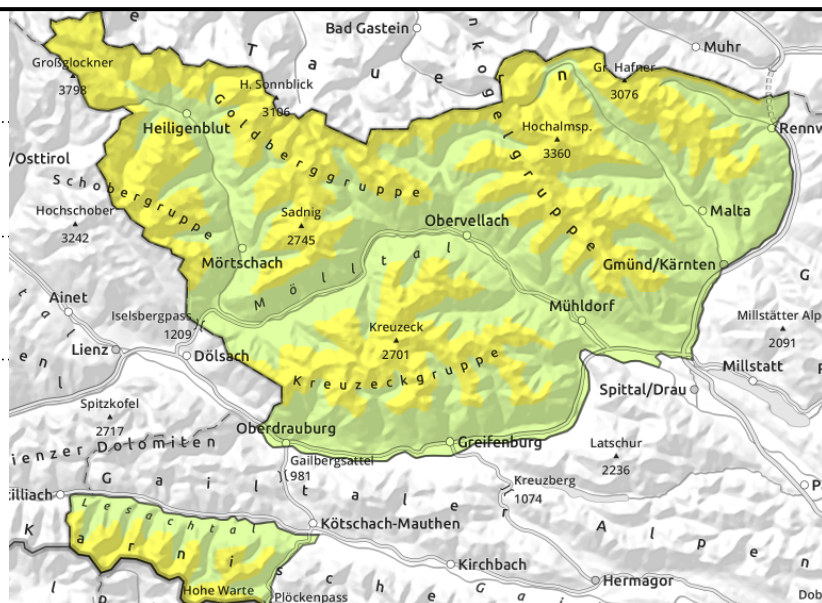 Bad Gastein
Muhr
T a u e r n
Großglockner
3798
H. Sonnblick
3106
Gr. Hafner
3076
Heiligenblut
Goldberggruppe
Hochalmsp.
3360
Ankogelgruppe
Rennw
/Osttirol
Schobergruppe
Hochschober
3242
Sadnig
2745
Obervellach
Malta
Mörtschach
Mölltal
Gmünd/Kärnten
G
Ainet
Iselsbergpass
1209
Mühldorf
Millstätter Alp
2091
Kreuzeck
2701
Lienz
Dölsach
Kreuzeckgruppe
Millstatt
Spittal/Drau
Spitzkofel
2717
Oberdrauburg
Greifenburg
Latschur
2236
ienzer Dolomiten
Gailbergsattel
981
Kreuzberg
1074
G a i l t a l e r A l p e n
illiach
Lesachtal
Kötschach-Mauthen
K a r n i s c h e
Kirchbach
Hermagor
G a i
Hohe Warte
Plöckenpass
Dob